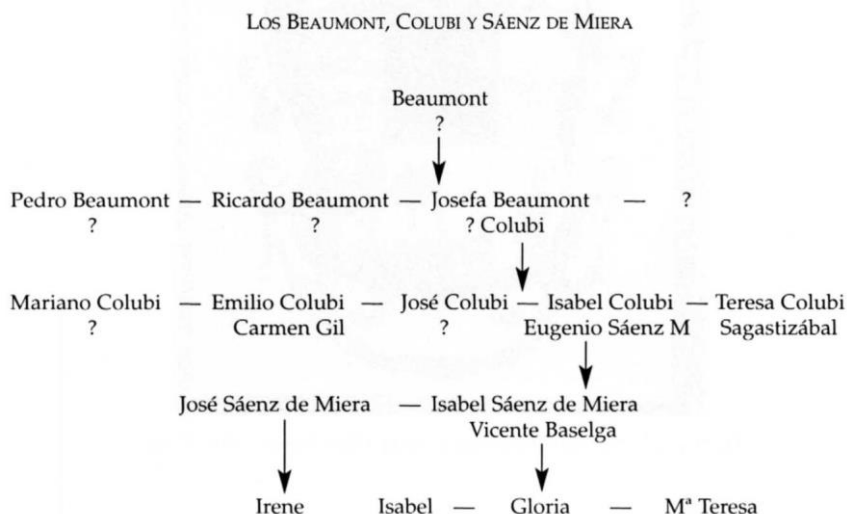 LOS BEAUMONT, COLUBI Y SÁENZ DE MIERA
Beaumont
?
Pedro Beaumont — Ricardo Beaumont — Josefa Beaumont — ?
? ? ? Colubi
Mariano Colubi — Emilio Colubi — José Colubi — Isabel Colubi — Teresa Colubi
? Carmen Gil ? Eugenio Sáenz M Sagastizábal
José Sáenz de Miera — Isabel Sáenz de Miera
Vicente Baselga
Irene Isabel — Gloria — Mª Teresa